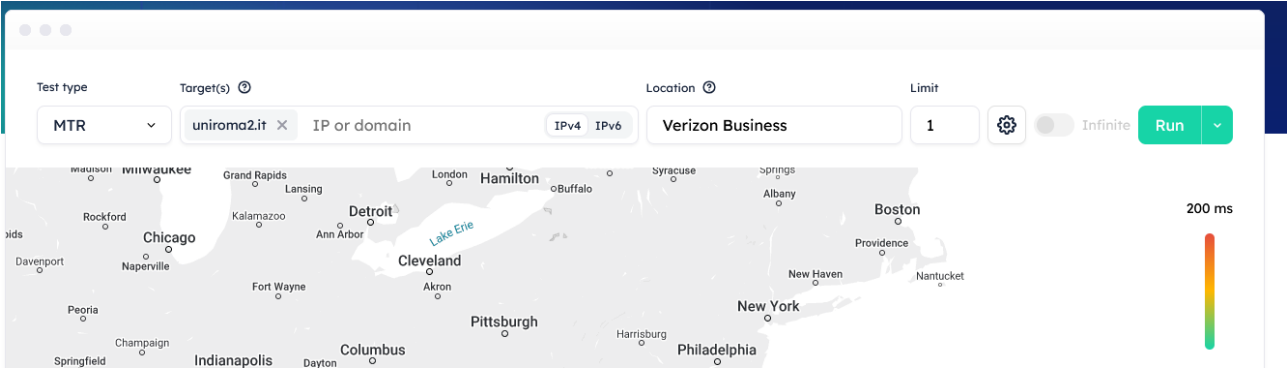 Test type
Target(s) ?
Location ?
Limit
MTR
uniroma2.it ×
IP or domain
IPv4 IPv6
Verizon Business
1
Infinite
Run
Madison
Milwaukee
Grand Rapids
Lansing
London
Hamilton
Buffalo
Syracuse
Springs
Albany
Rockford
Kalamazoo
Detroit
Boston
200 ms
Chicago
Ann Arbor
Lake Erie
Providence
Davenport
Naperville
Cleveland
New Haven
Nantucket
Fort Wayne
Akron
Peoria
Pittsburgh
New York
Harrisburg
Champaign
Springfield
Indianapolis
Dayton
Columbus
Philadelphia